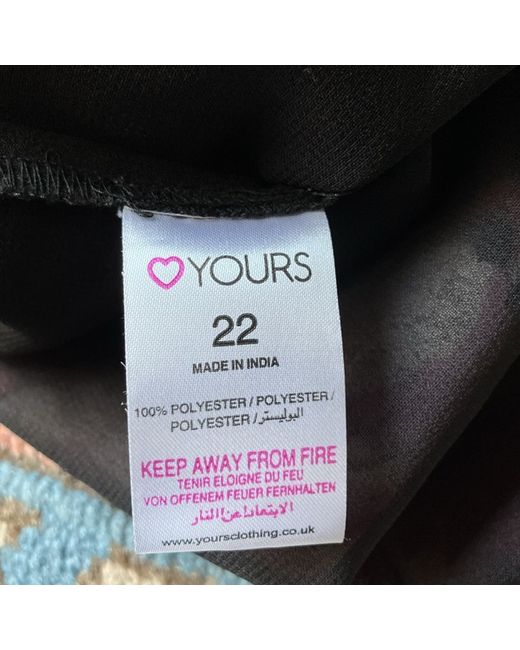 YOURS
22
MADE IN INDIA
100% POLYESTER / POLYESTER /
POLYESTER / البوليستر
KEEP AWAY FROM FIRE
TENIR ELOIGNE DU FEU
VON OFFENEM FEUER FERNHALTEN
الابتعاد عن النار
www.yoursclothing.co.uk